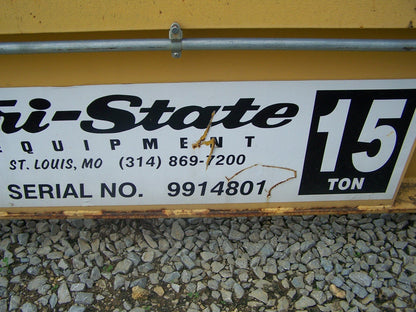 ri-State
EQUIPMENT
ST. LOUIS, MO (314) 869-7200
SERIAL NO. 9914801
15
TON